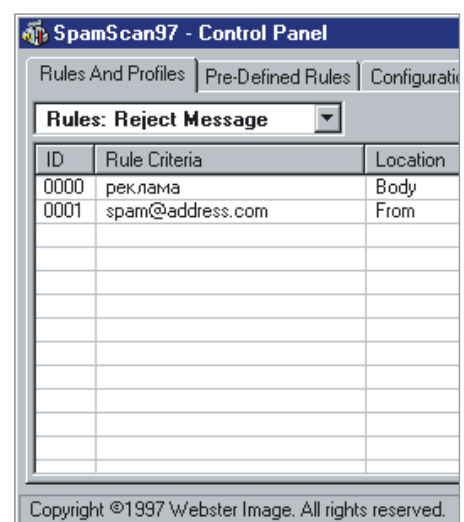 SpamScan97 - Control Panel
Rules And Profiles Pre-Defined Rules Configuratio
Rules: Reject Message
ID Rule Criteria Location
0000 реклама Body
0001 spam@address.com From
Copyright ©1997 Webster Image. All rights reserved.